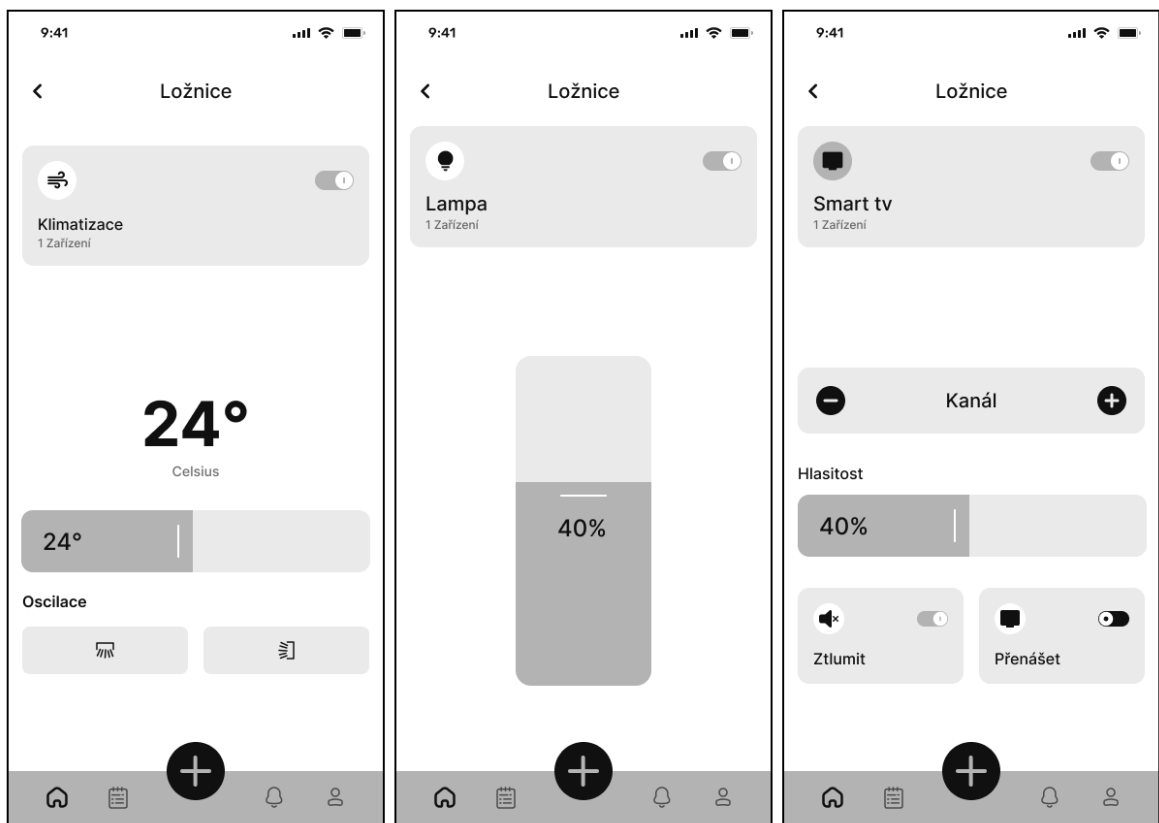 9:41
Ložnice
Klimatizace
1 Zařízení
24°
Celsius
24°
Oscilace
9:41
Ložnice
Lampa
1 Zařízení
40%
9:41
Ložnice
Smart tv
1 Zařízení
Kanál
Hlasitost
40%
Ztlumit
Přenášet